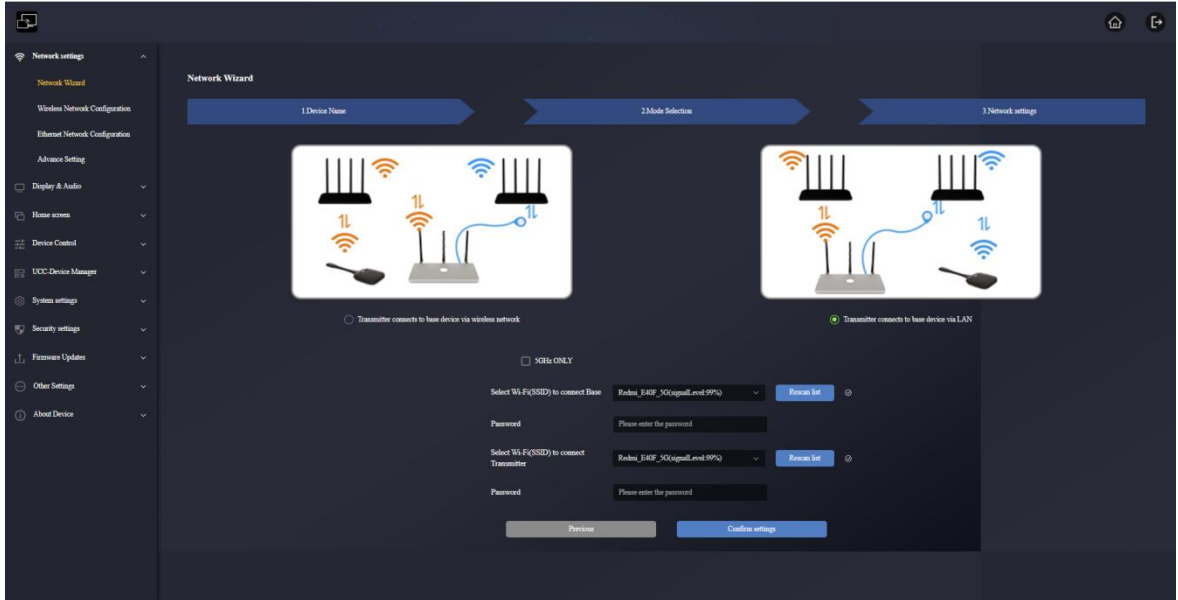 Network settings
Network Wizard
Wireless Network Configuration
Ethernet Network Configuration
Advance Setting
Display & Audio
Home screen
Device Control
UCC-Device Manager
System settings
Security settings
Firmware Updates
Other Settings
About Device
Network Wizard
1.Device Name
2.Mode Selection
3.Network settings
Transmitter connects to base device via wireless network
Transmitter connects to base device via LAN
5GHz ONLY
Select Wi-Fi(SSID) to connect Base
Redmi_E40F_5G(signalLevel:99%)
Rescan list
Password
Please enter the password
Select Wi-Fi(SSID) to connect
Transmitter
Redmi_E40F_5G(signalLevel:99%)
Rescan list
Password
Please enter the password
Previous
Confirm settings